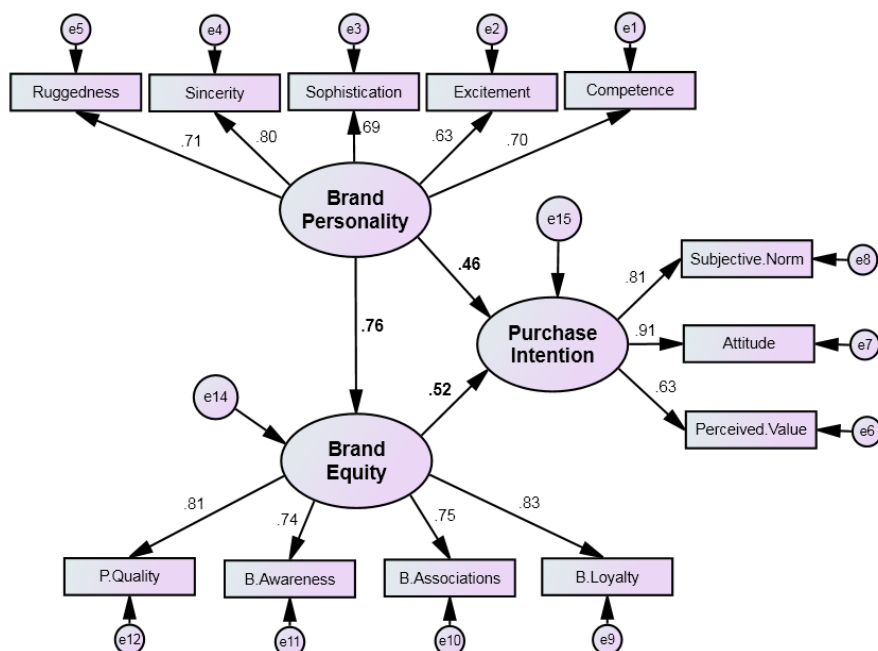 e5
e4
e3
e2
e1
Ruggedness
Sincerity
Sophistication
Excitement
Competence
.71
.80
.69
.63
.70
Brand
Personality
e15
Subjective.Norm
e8
.46
.81
.76
Purchase
Intention
.91
Attitude
e7
.63
Perceived.Value
e6
e14
.52
Brand
Equity
.81
.74
.75
.83
P.Quality
B.Awareness
B.Associations
B.Loyalty
e12
e11
e10
e9